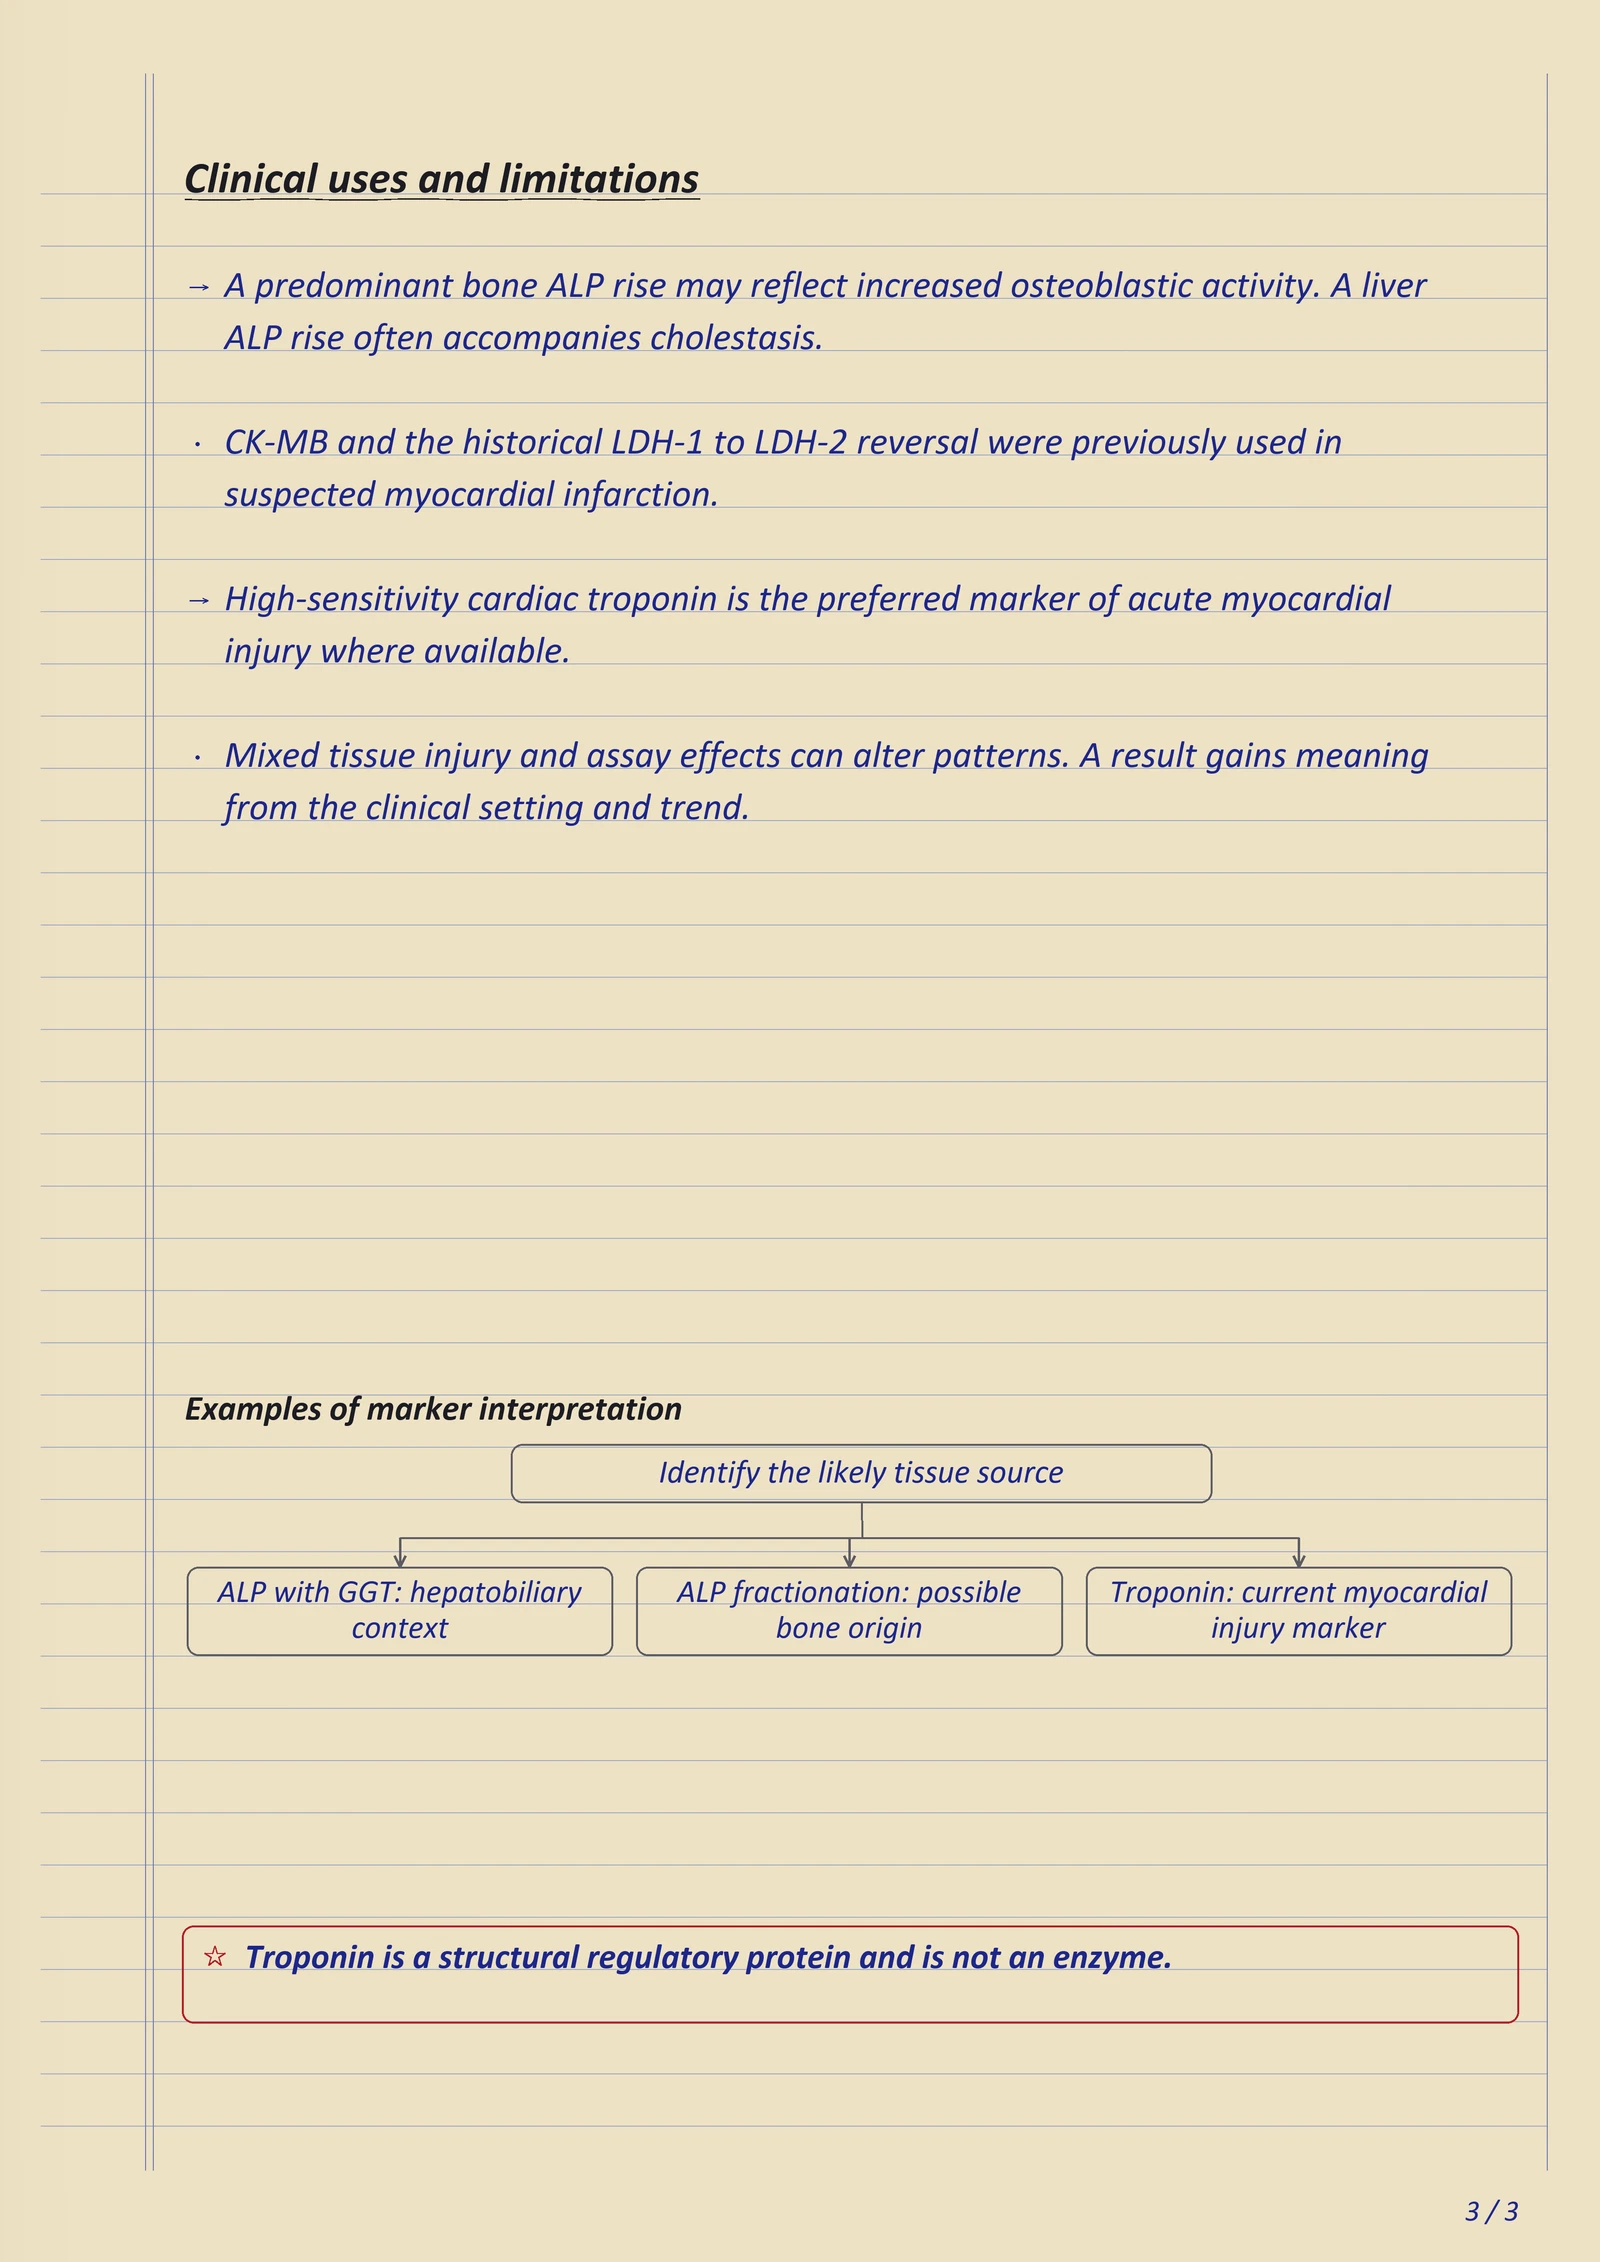 Clinical uses and limitations
→ A predominant bone ALP rise may reflect increased osteoblastic activity. A liver
ALP rise often accompanies cholestasis.
· CK-MB and the historical LDH-1 to LDH-2 reversal were previously used in
suspected myocardial infarction.
→ High-sensitivity cardiac troponin is the preferred marker of acute myocardial
injury where available.
· Mixed tissue injury and assay effects can alter patterns. A result gains meaning
from the clinical setting and trend.
Examples of marker interpretation
Identify the likely tissue source
ALP with GGT: hepatobiliary
context
ALP fractionation: possible
bone origin
Troponin: current myocardial
injury marker
☆ Troponin is a structural regulatory protein and is not an enzyme.
3 / 3